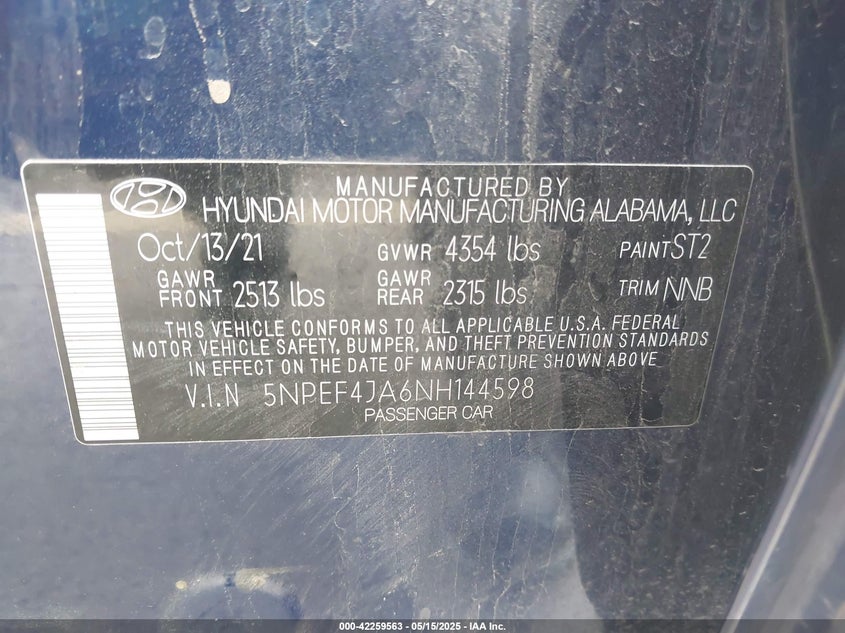 MANUFACTURED BY
HYUNDAI MOTOR MANUFACTURING ALABAMA, LLC
Oct/13/21 GVWR 4354 lbs PAINT ST2
GAWR FRONT 2513 lbs GAWR REAR 2315 lbs TRIM NNB
THIS VEHICLE CONFORMS TO ALL APPLICABLE U.S.A. FEDERAL
MOTOR VEHICLE SAFETY, BUMPER, AND THEFT PREVENTION STANDARDS
IN EFFECT ON THE DATE OF MANUFACTURE SHOWN ABOVE
V.I.N 5NPEF4JA6NH144598
PASSENGER CAR
000-42259563 - 05/15/2025 - IAA Inc.